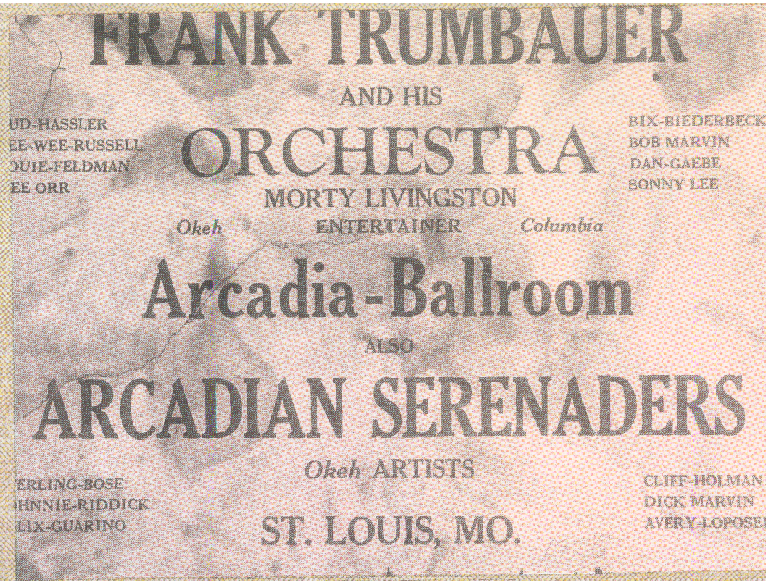 FRANK TRUMBAUER
AND HIS
ORCHESTRA
UD-HASSLER
EE-WEE-RUSSELL
OUIE-FELDMAN
EE ORR
BIX-BIEDERBECK
BOB MARVIN
DAN-GAEBE
BONNY LEE
MORTY LIVINGSTON
Okeh ENTERTAINER Columbia
Arcadia-Ballroom
ALSO
ARCADIAN SERENADERS
Okeh ARTISTS
ERLING-BOSE
HNNIE-RIDDICK
LIX-GUARINO
CLIFF-HOLMAN
DICK MARVIN
AVERY-LOPOSE
ST. LOUIS, MO.